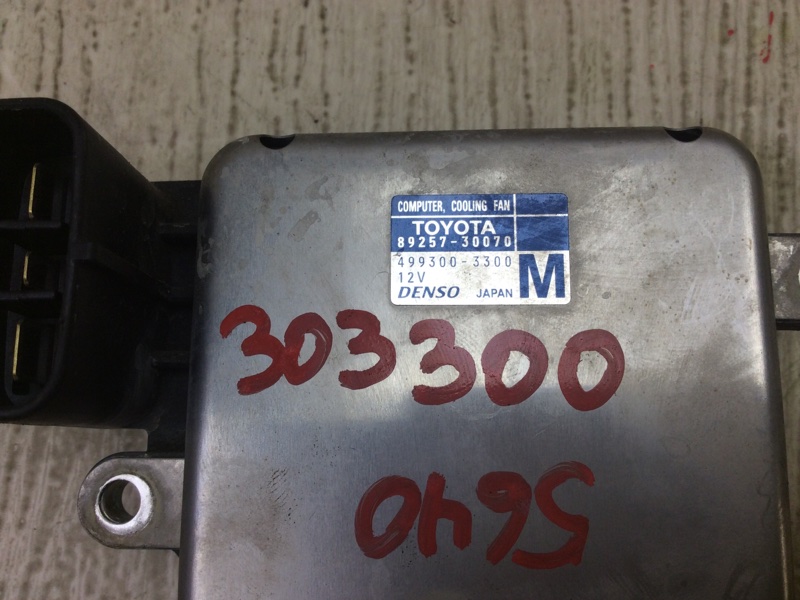 COMPUTER, COOLING FAN
TOYOTA
89257-30070
499300-3300
12V
M
DENSO JAPAN
303300
5640